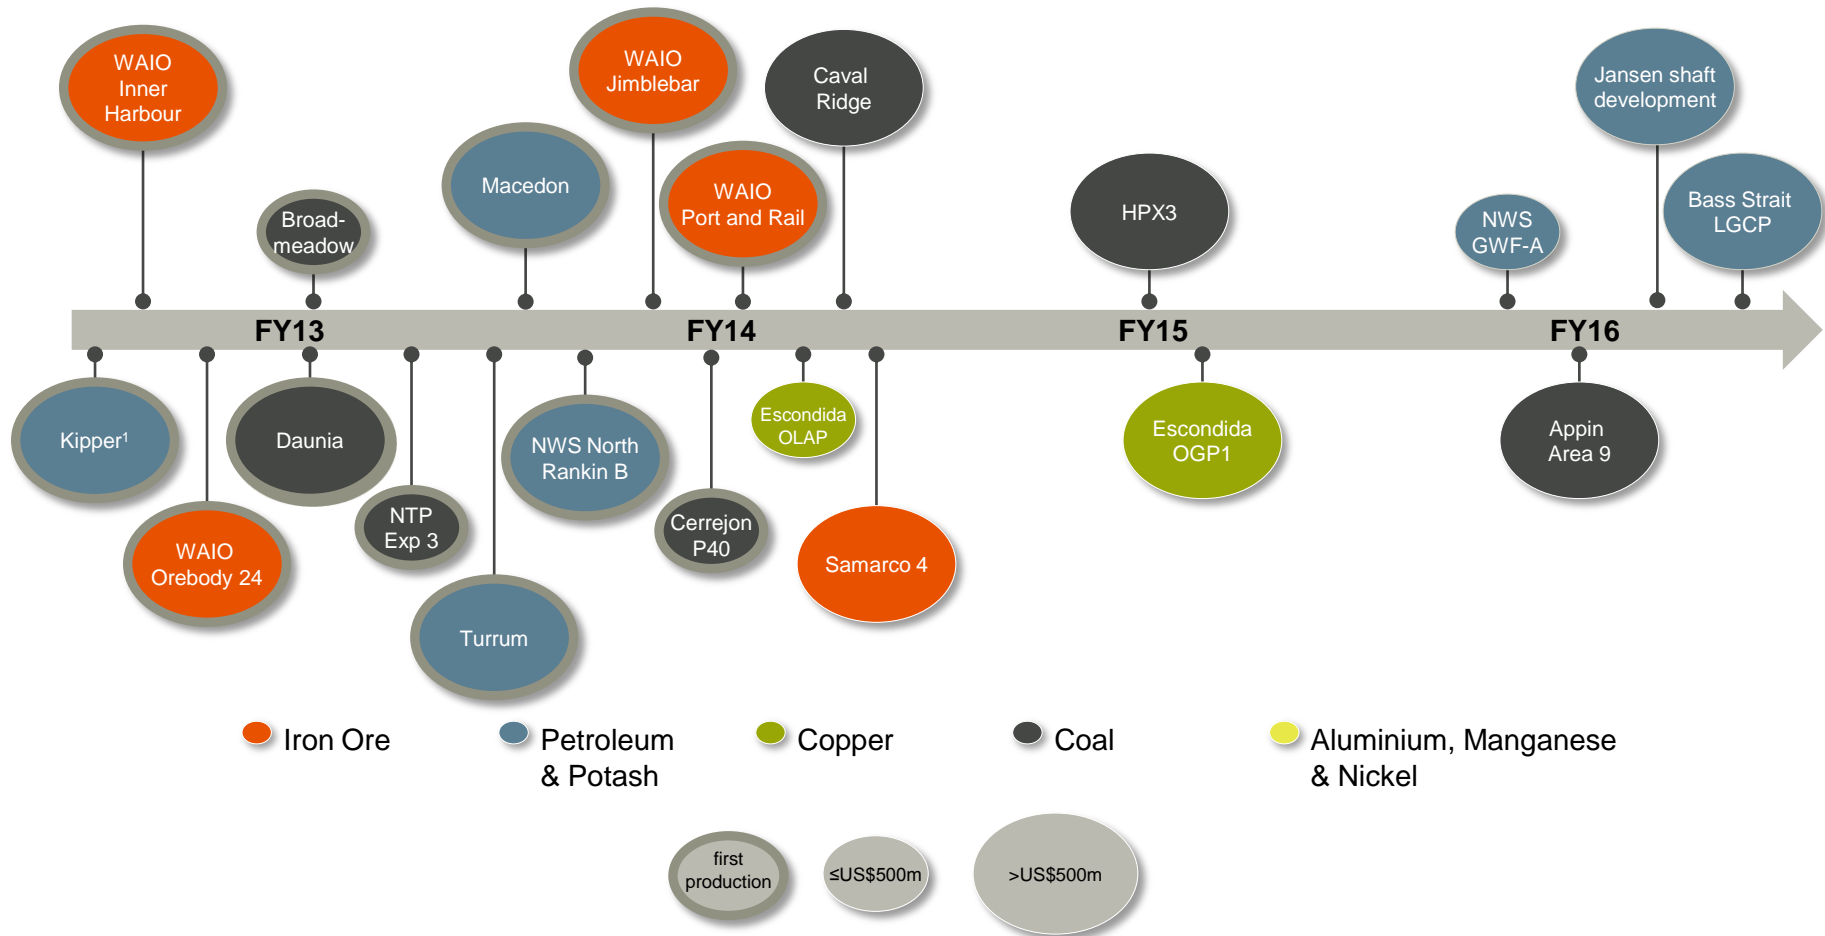 WAIO
Inner
Harbour
Broad-
meadow
Macedon
WAIO
Jimblebar
WAIO
Port and Rail
Caval
Ridge
HPX3
NWS
GWF-A
Jansen shaft
development
Bass Strait
LGCP
FY13
FY14
FY15
FY16
Kipper¹
WAIO
Orebody 24
Daunia
NTP
Exp 3
Turrum
NWS North
Rankin B
Cerrejon
P40
Escondida
OLAP
Samarco 4
Escondida
OGP1
Appin
Area 9
Iron Ore
Petroleum
& Potash
Copper
Coal
Aluminium, Manganese
& Nickel
first
production
≤US$500m
>US$500m